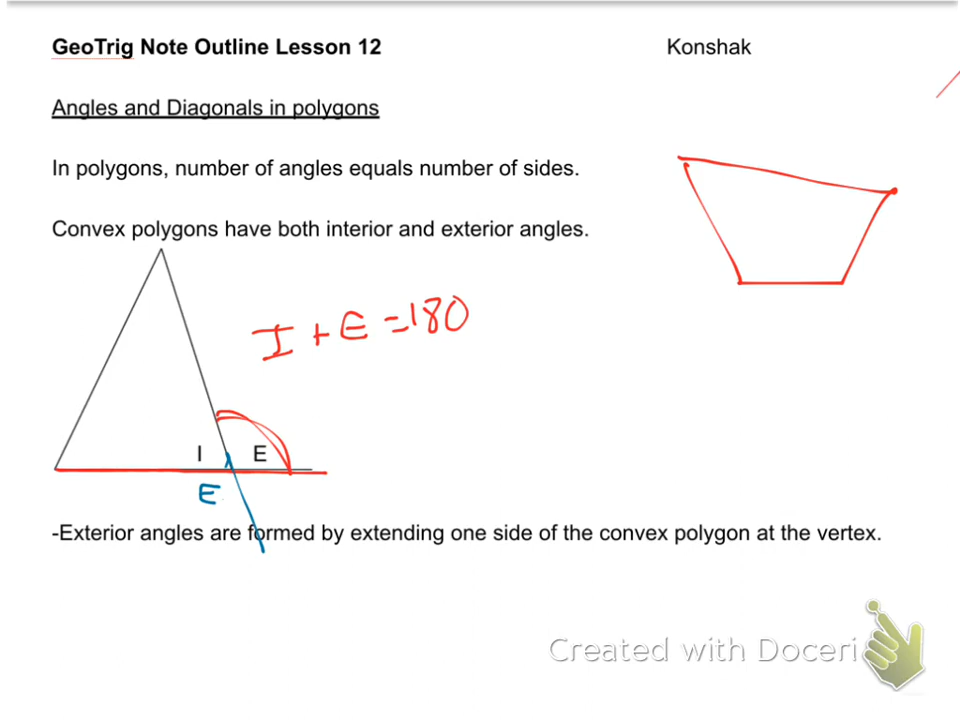 GeoTrig Note Outline Lesson 12 Konshak
Angles and Diagonals in polygons
In polygons, number of angles equals number of sides.
Convex polygons have both interior and exterior angles.
I + E = 180
I E
E
-Exterior angles are formed by extending one side of the convex polygon at the vertex.
Created with Doceri